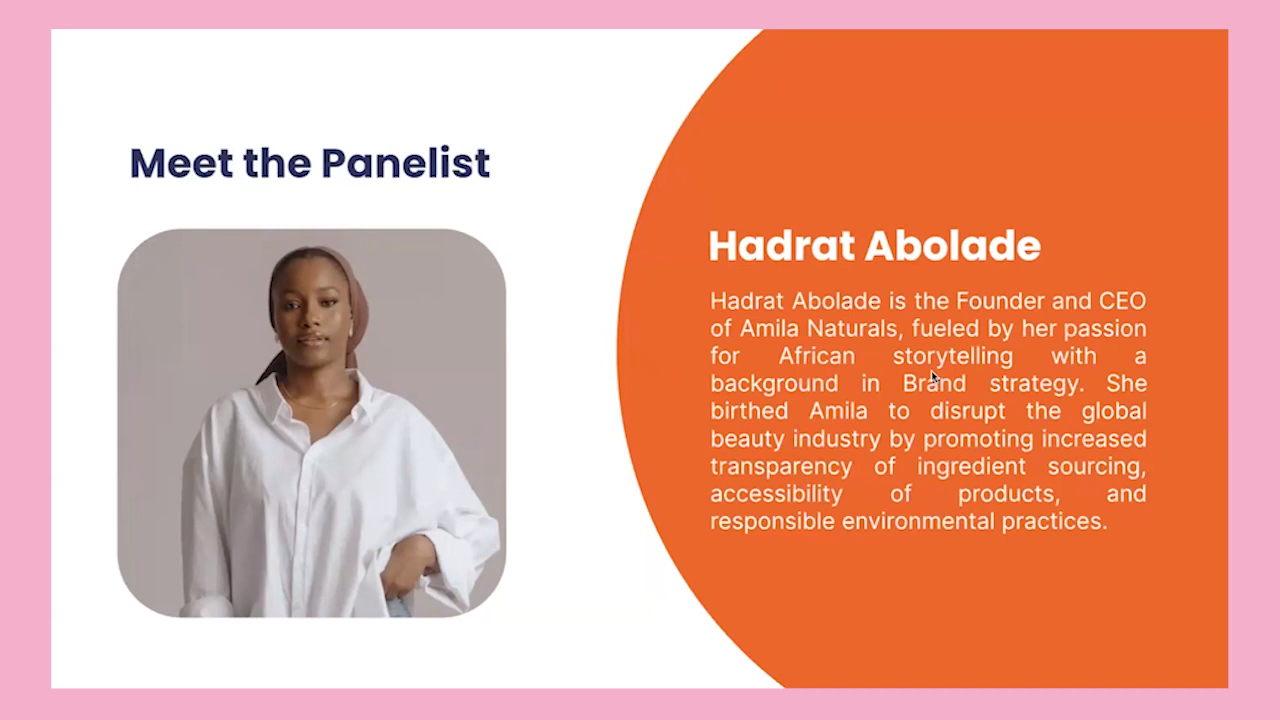 Meet the Panelist
Hadrat Abolade
Hadrat Abolade is the Founder and CEO
of Amila Naturals, fueled by her passion
for African storytelling with a
background in Brand strategy. She
birthed Amila to disrupt the global
beauty industry by promoting increased
transparency of ingredient sourcing,
accessibility of products, and
responsible environmental practices.